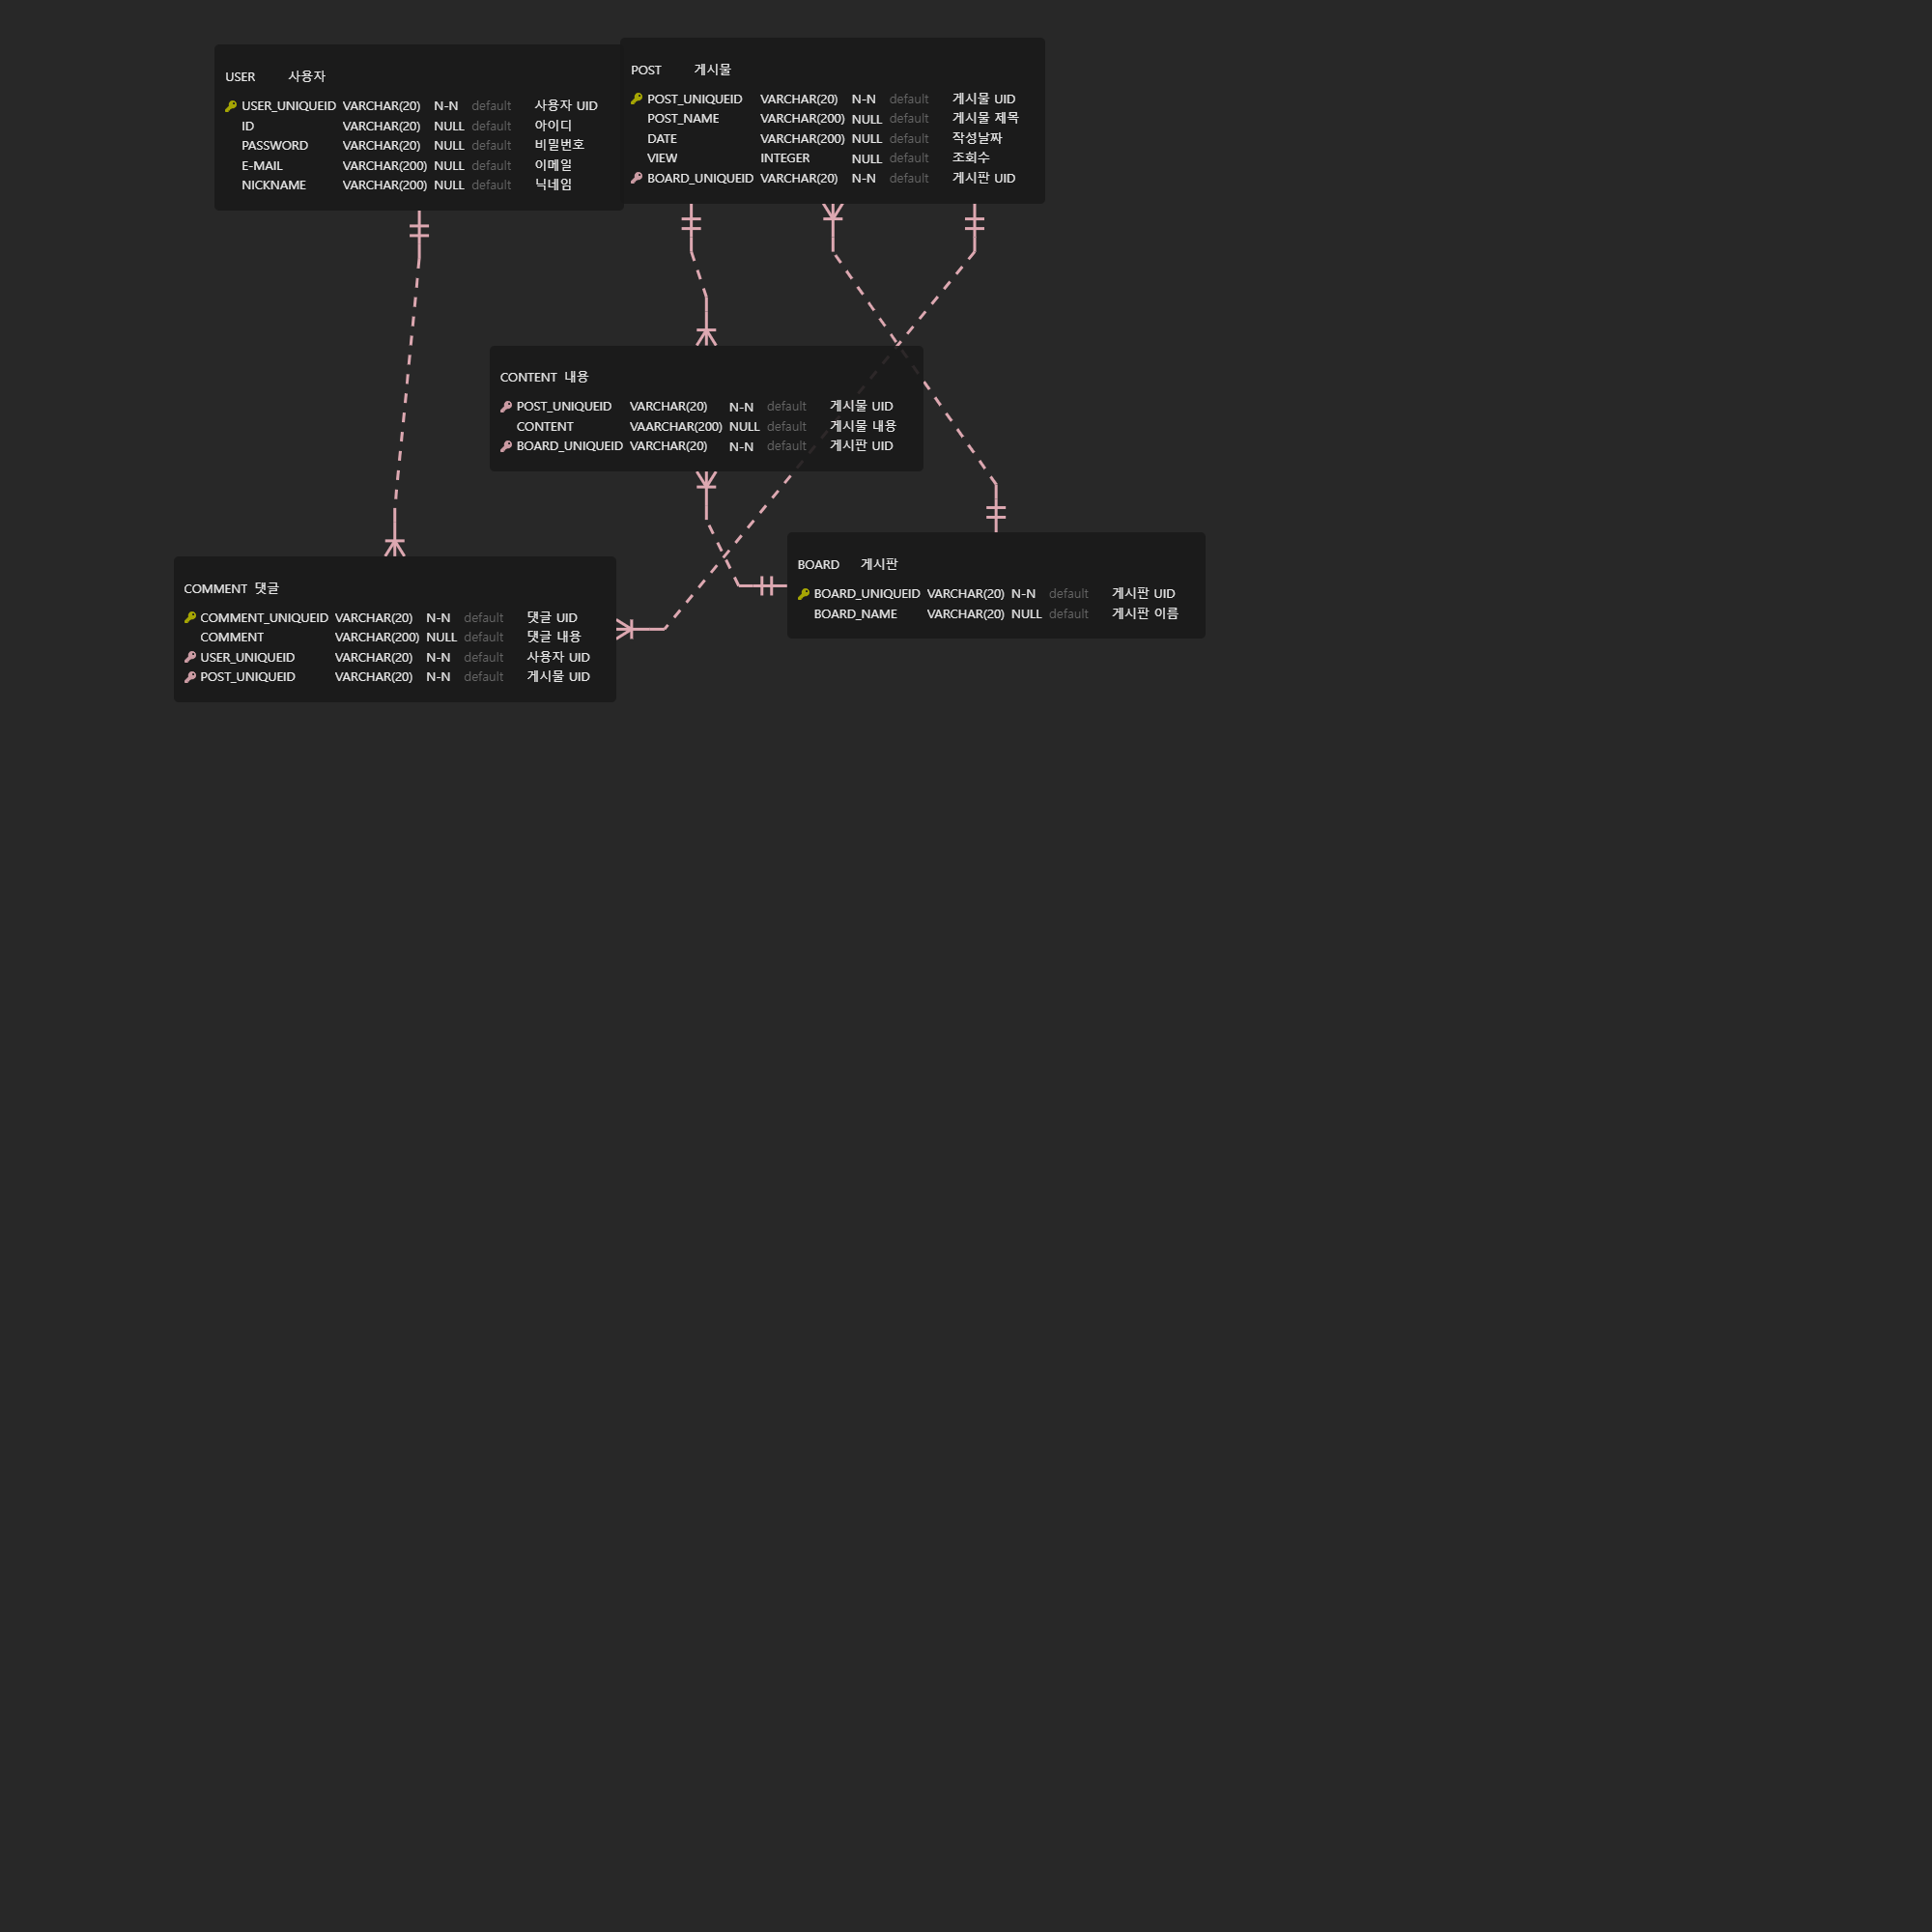 USER 사용자
USER_UNIQUEID VARCHAR(20) N-N default 사용자 UID
ID VARCHAR(20) NULL default 아이디
PASSWORD VARCHAR(20) NULL default 비밀번호
E-MAIL VARCHAR(200) NULL default 이메일
NICKNAME VARCHAR(200) NULL default 닉네임
POST 게시물
POST_UNIQUEID VARCHAR(20) N-N default 게시물 UID
POST_NAME VARCHAR(200) NULL default 게시물 제목
DATE VARCHAR(200) NULL default 작성날짜
VIEW INTEGER NULL default 조회수
BOARD_UNIQUEID VARCHAR(20) N-N default 게시판 UID
CONTENT 내용
POST_UNIQUEID VARCHAR(20) N-N default 게시물 UID
CONTENT VAARCHAR(200) NULL default 게시물 내용
BOARD_UNIQUEID VARCHAR(20) N-N default 게시판 UID
BOARD 게시판
BOARD_UNIQUEID VARCHAR(20) N-N default 게시판 UID
BOARD_NAME VARCHAR(20) NULL default 게시판 이름
COMMENT 댓글
COMMENT_UNIQUEID VARCHAR(20) N-N default 댓글 UID
COMMENT VARCHAR(200) NULL default 댓글 내용
USER_UNIQUEID VARCHAR(20) N-N default 사용자 UID
POST_UNIQUEID VARCHAR(20) N-N default 게시물 UID